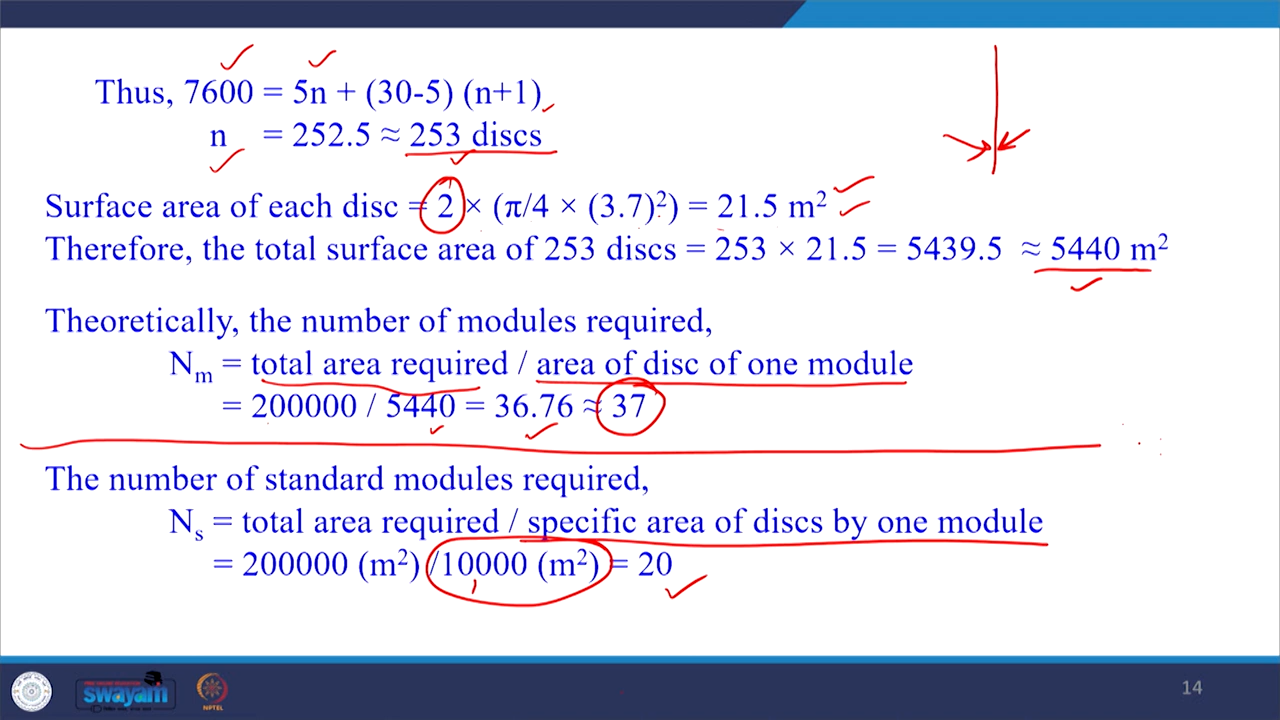 Thus, 7600 = 5n + (30-5) (n+1)
n = 252.5 ≈ 253 discs
Surface area of each disc = 2 × (π/4 × (3.7)²) = 21.5 m²
Therefore, the total surface area of 253 discs = 253 × 21.5 = 5439.5 ≈ 5440 m²
Theoretically, the number of modules required,
Nₘ = total area required / area of disc of one module
= 200000 / 5440 = 36.76 ≈ 37
The number of standard modules required,
Nₛ = total area required / specific area of discs by one module
= 200000 (m²) /10000 (m²) = 20
swayam
NPTEL
14